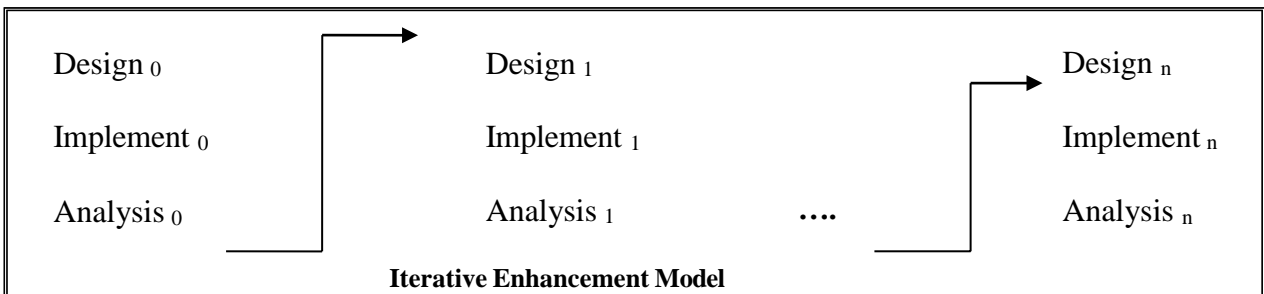 Design 0 Design 1 Design n
Implement 0 Implement 1 Implement n
Analysis 0 Analysis 1 .... Analysis n
Iterative Enhancement Model